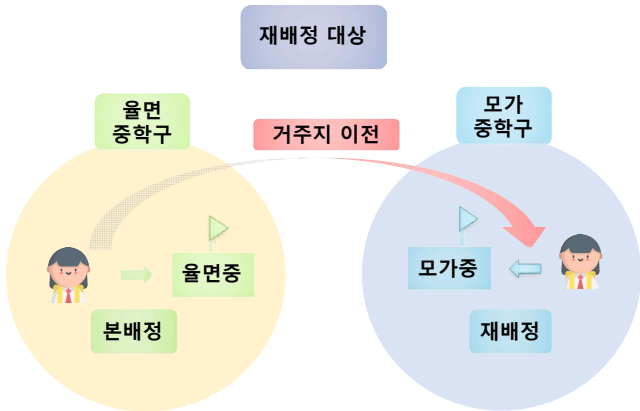 재배정 대상
율면
중학구
거주지 이전
모가
중학구
율면중
본배정
모가중
재배정